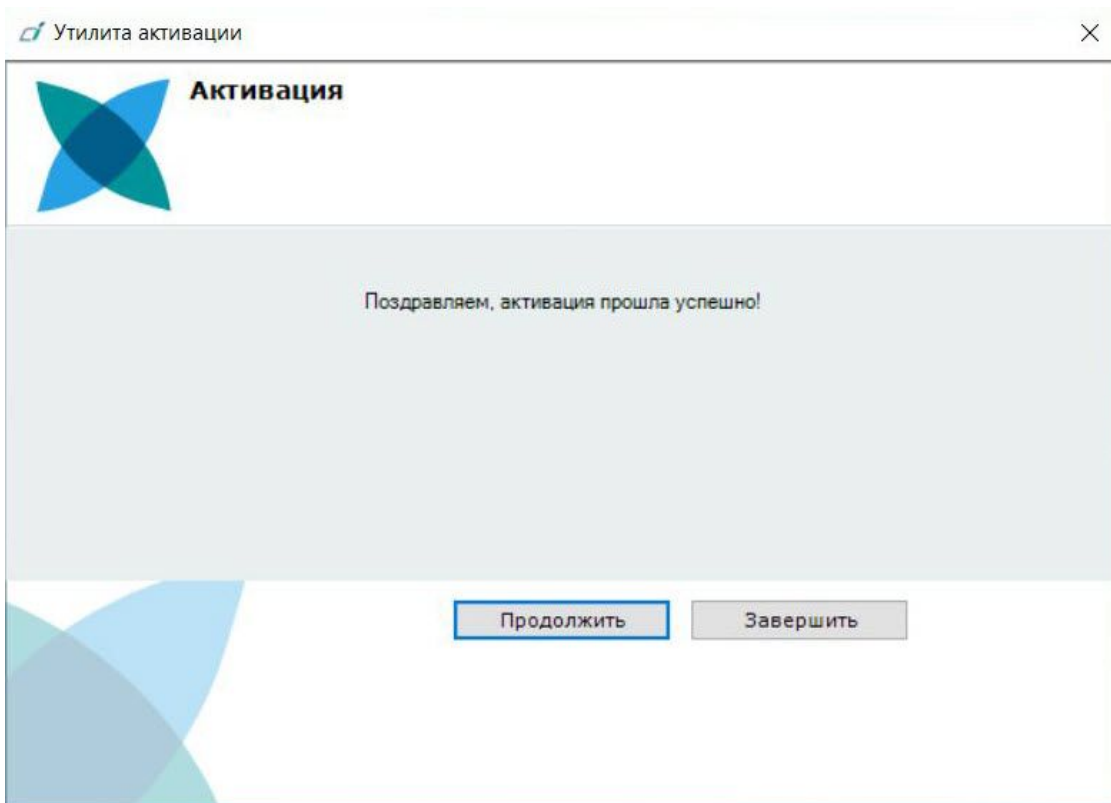 Утилита активации
Активация
Поздравляем, активация прошла успешно!
Продолжить
Завершить